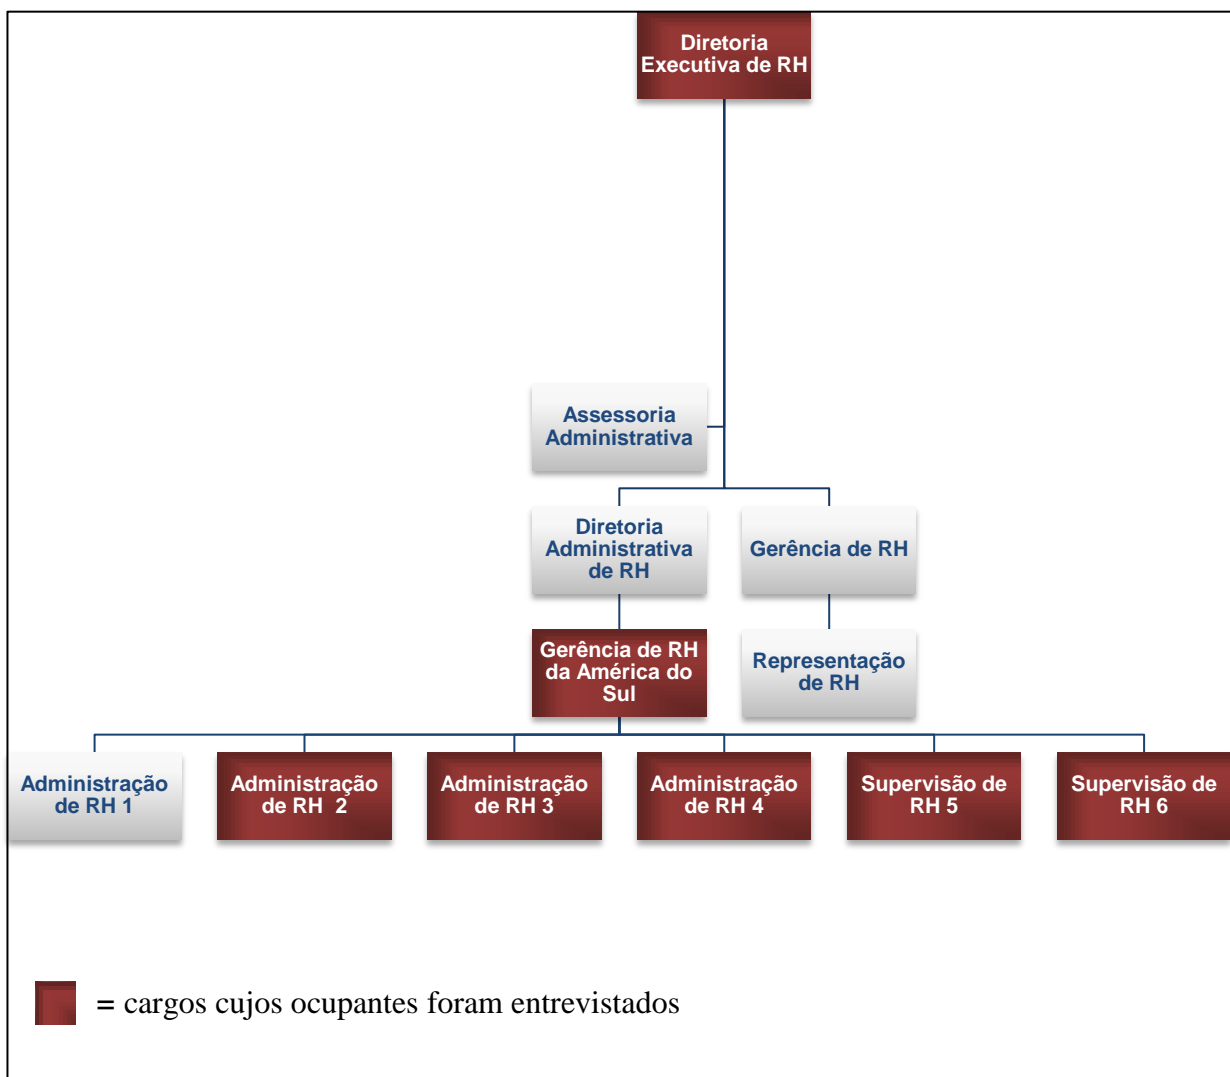 Diretoria
Executiva de RH
Assessoria
Administrativa
Diretoria
Administrativa
de RH
Gerência de RH
Gerência de RH
da América do
Sul
Representação
de RH
Administração
de RH 1
Administração
de RH  2
Administração
de RH 3
Administração
de RH 4
Supervisão de
RH 5
Supervisão de
RH 6
= cargos cujos ocupantes foram entrevistados